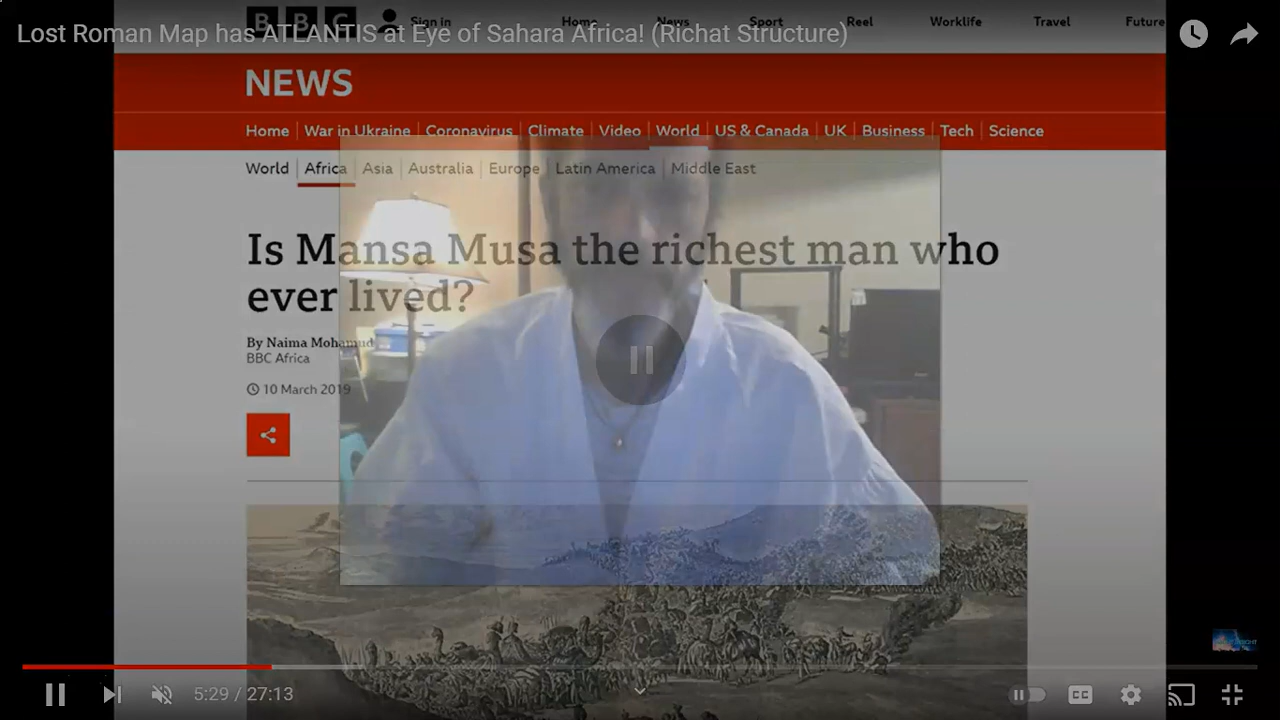 BBC Sign in Home News Sport Reel Worklife Travel Future
Lost Roman Map has ATLANTIS at Eye of Sahara Africa! (Richat Structure)
NEWS
Home War in Ukraine Coronavirus Climate Video World US & Canada UK Business Tech Science
World Africa Asia Australia Europe Latin America Middle East
Is Mansa Musa the richest man who
ever lived?
By Naima Mohamud
BBC Africa
10 March 2019
5:29 / 27:13
CC